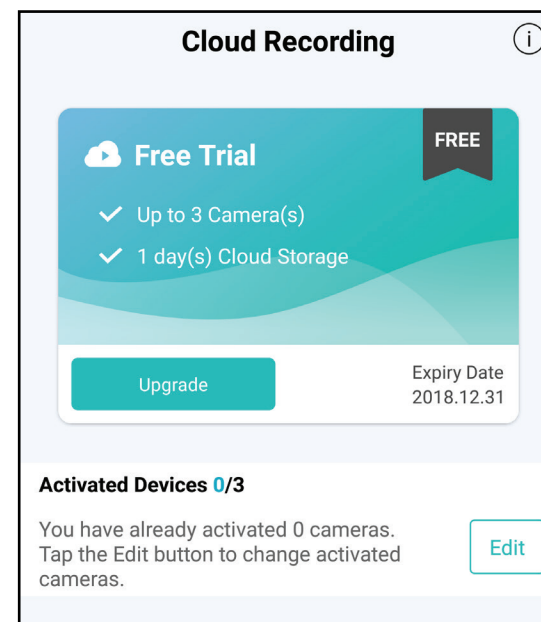 Cloud Recording
i
Free Trial
FREE
Up to 3 Camera(s)
1 day(s) Cloud Storage
Upgrade
Expiry Date
2018.12.31
Activated Devices 0/3
You have already activated 0 cameras.
Tap the Edit button to change activated
cameras.
Edit